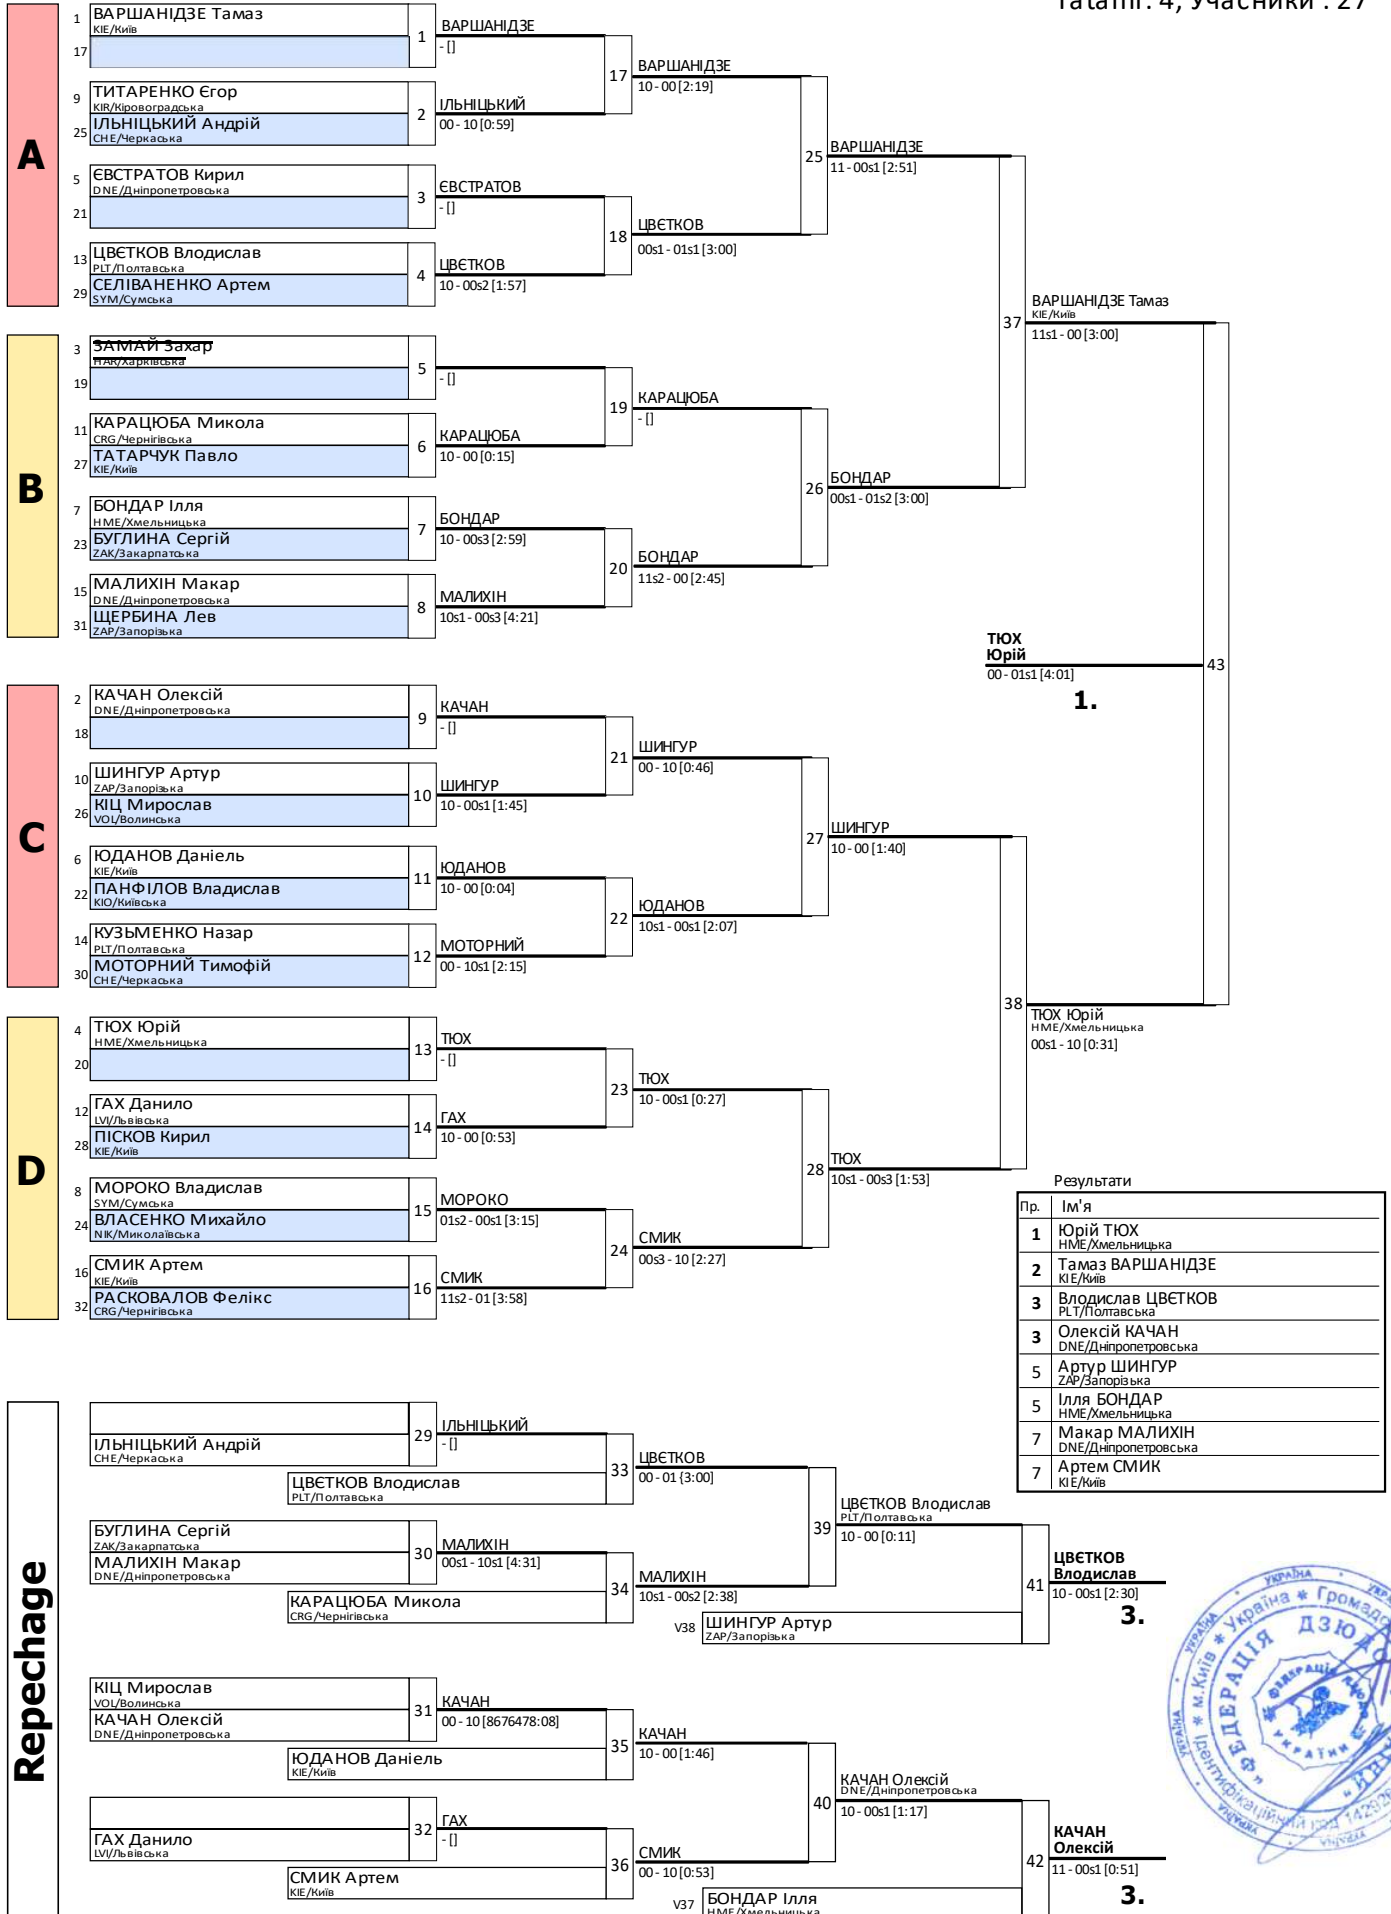 Tatami: 4, Учасники : 27
A
1 ВАРШАНІДЗЕ Тамаз
KIE/Київ
17
1
ВАРШАНІДЗЕ
- []
9 ТИТАРЕНКО Єгор
KIR/Кіровоградська
25 ІЛЬНІЦЬКИЙ Андрій
CHE/Черкаська
2
ІЛЬНІЦЬКИЙ
00 - 10 [0:59]
17
ВАРШАНІДЗЕ
10 - 00 [2:19]
5 ЄВСТРАТОВ Кирил
DNE/Дніпропетровська
21
3
ЄВСТРАТОВ
- []
13 ЦВЄТКОВ Влодислав
PLT/Полтавська
29 СЕЛІВАНЕНКО Артем
SYM/Сумська
4
ЦВЄТКОВ
10 - 00s2 [1:57]
18
ЦВЄТКОВ
00s1 - 01s1 [3:00]
25
ВАРШАНІДЗЕ
11 - 00s1 [2:51]
B
3 ЗАМАЙ Захар
HAR/Харківська
19
5
- []
11 КАРАЦЮБА Микола
CRG/Чернігівська
27 ТАТАРЧУК Павло
KIE/Київ
6
КАРАЦЮБА
10 - 00 [0:15]
19
КАРАЦЮБА
- []
7 БОНДАР Ілля
HME/Хмельницька
23 БУГЛИНА Сергій
ZAK/Закарпатська
7
БОНДАР
10 - 00s3 [2:59]
15 МАЛИХІН Макар
DNE/Дніпропетровська
31 ЩЕРБИНА Лев
ZAP/Запорізька
8
МАЛИХІН
10s1 - 00s3 [4:21]
20
БОНДАР
11s2 - 00 [2:45]
26
БОНДАР
00s1 - 01s2 [3:00]
37
ВАРШАНІДЗЕ Тамаз
KIE/Київ
11s1 - 00 [3:00]
ТЮХ
Юрій
00 - 01s1 [4:01]
1.
43
C
2 КАЧАН Олексій
DNE/Дніпропетровська
18
9
КАЧАН
- []
10 ШИНГУР Артур
ZAP/Запорізька
26 КІЦ Мирослав
VOL/Волинська
10
ШИНГУР
10 - 00s1 [1:45]
21
ШИНГУР
00 - 10 [0:46]
6 ЮДАНОВ Даніель
KIE/Київ
22 ПАНФІЛОВ Владислав
KIO/Київська
11
ЮДАНОВ
10 - 00 [0:04]
14 КУЗЬМЕНКО Назар
PLT/Полтавська
30 МОТОРНИЙ Тимофій
CHE/Черкаська
12
МОТОРНИЙ
00 - 10s1 [2:15]
22
ЮДАНОВ
10s1 - 00s1 [2:07]
27
ШИНГУР
10 - 00 [1:40]
D
4 ТЮХ Юрій
HME/Хмельницька
20
13
ТЮХ
- []
12 ГАХ Данило
LVI/Львівська
28 ПІСКОВ Кирил
KIE/Київ
14
ГАХ
10 - 00 [0:53]
23
ТЮХ
10 - 00s1 [0:27]
8 МОРОКО Владислав
SYM/Сумська
24 ВЛАСЕНКО Михайло
NIK/Миколаївська
15
МОРОКО
01s2 - 00s1 [3:15]
16 СМИК Артем
KIE/Київ
32 РАСКОВАЛОВ Фелікс
CRG/Чернігівська
16
СМИК
11s2 - 01 [3:58]
24
СМИК
00s3 - 10 [2:27]
28
ТЮХ
10s1 - 00s3 [1:53]
38
ТЮХ Юрій
HME/Хмельницька
00s1 - 10 [0:31]
Результати
Пр. Ім'я
1 Юрій ТЮХ
HME/Хмельницька
2 Тамаз ВАРШАНІДЗЕ
KIE/Київ
3 Влодислав ЦВЄТКОВ
PLT/Полтавська
3 Олексій КАЧАН
DNE/Дніпропетровська
5 Артур ШИНГУР
ZAP/Запорізька
5 Ілля БОНДАР
HME/Хмельницька
7 Макар МАЛИХІН
DNE/Дніпропетровська
7 Артем СМИК
KIE/Київ
Repechage
ІЛЬНІЦЬКИЙ Андрій
CHE/Черкаська
29
ІЛЬНІЦЬКИЙ
- []
ЦВЄТКОВ Влодислав
PLT/Полтавська
33
ЦВЄТКОВ
00 - 01 {3:00]
БУГЛИНА Сергій
ZAK/Закарпатська
МАЛИХІН Макар
DNE/Дніпропетровська
30
МАЛИХІН
00s1 - 10s1 [4:31]
КАРАЦЮБА Микола
CRG/Чернігівська
34
МАЛИХІН
10s1 - 00s2 [2:38]
39
ЦВЄТКОВ Влодислав
PLT/Полтавська
10 - 00 [0:11]
V38 ШИНГУР Артур
ZAP/Запорізька
41
ЦВЄТКОВ
Влодислав
10 - 00s1 [2:30]
3.
КІЦ Мирослав
VOL/Волинська
КАЧАН Олексій
DNE/Дніпропетровська
31
КАЧАН
00 - 10 [8676478:08]
ЮДАНОВ Даніель
KIE/Київ
35
КАЧАН
10 - 00 [1:46]
ГАХ Данило
LVI/Львівська
32
ГАХ
- []
СМИК Артем
KIE/Київ
36
СМИК
00 - 10 [0:53]
40
КАЧАН Олексій
DNE/Дніпропетровська
10 - 00s1 [1:17]
V37 БОНДАР Ілля
HME/Хмельницька
42
КАЧАН
Олексій
11 - 00s1 [0:51]
3.
УКРАЇНА
м.Київ * Україна *
ФЕДЕРАЦІЯ ДЗЮДО
УКРАЇНИ